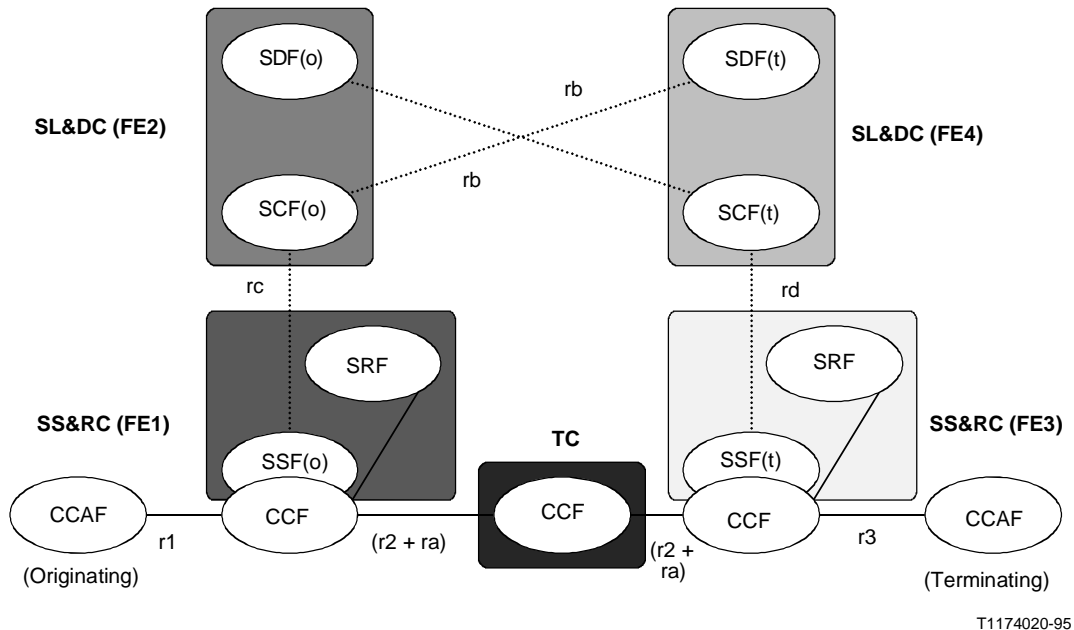 SDF(o)
SDF(t)
rb
SL&DC (FE2)
SL&DC (FE4)
rb
SCF(o)
SCF(t)
rc
rd
SRF
SRF
SS&RC (FE1)
TC
SS&RC (FE3)
SSF(o)
SSF(t)
CCAF
CCF
CCF
CCF
CCAF
r1
(r2 + ra)
(r2 +
ra)
r3
(Originating)
(Terminating)
T1174020-95